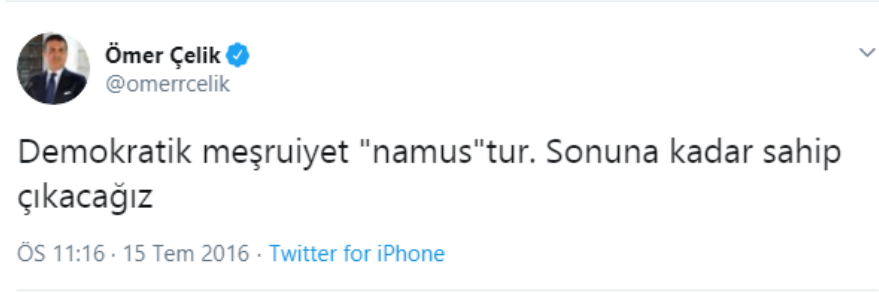 Ömer Çelik
@omerrcelik
Demokratik meşruiyet "namus"tur. Sonuna kadar sahip
çıkacağız
ÖS 11:16 · 15 Tem 2016 · Twitter for iPhone